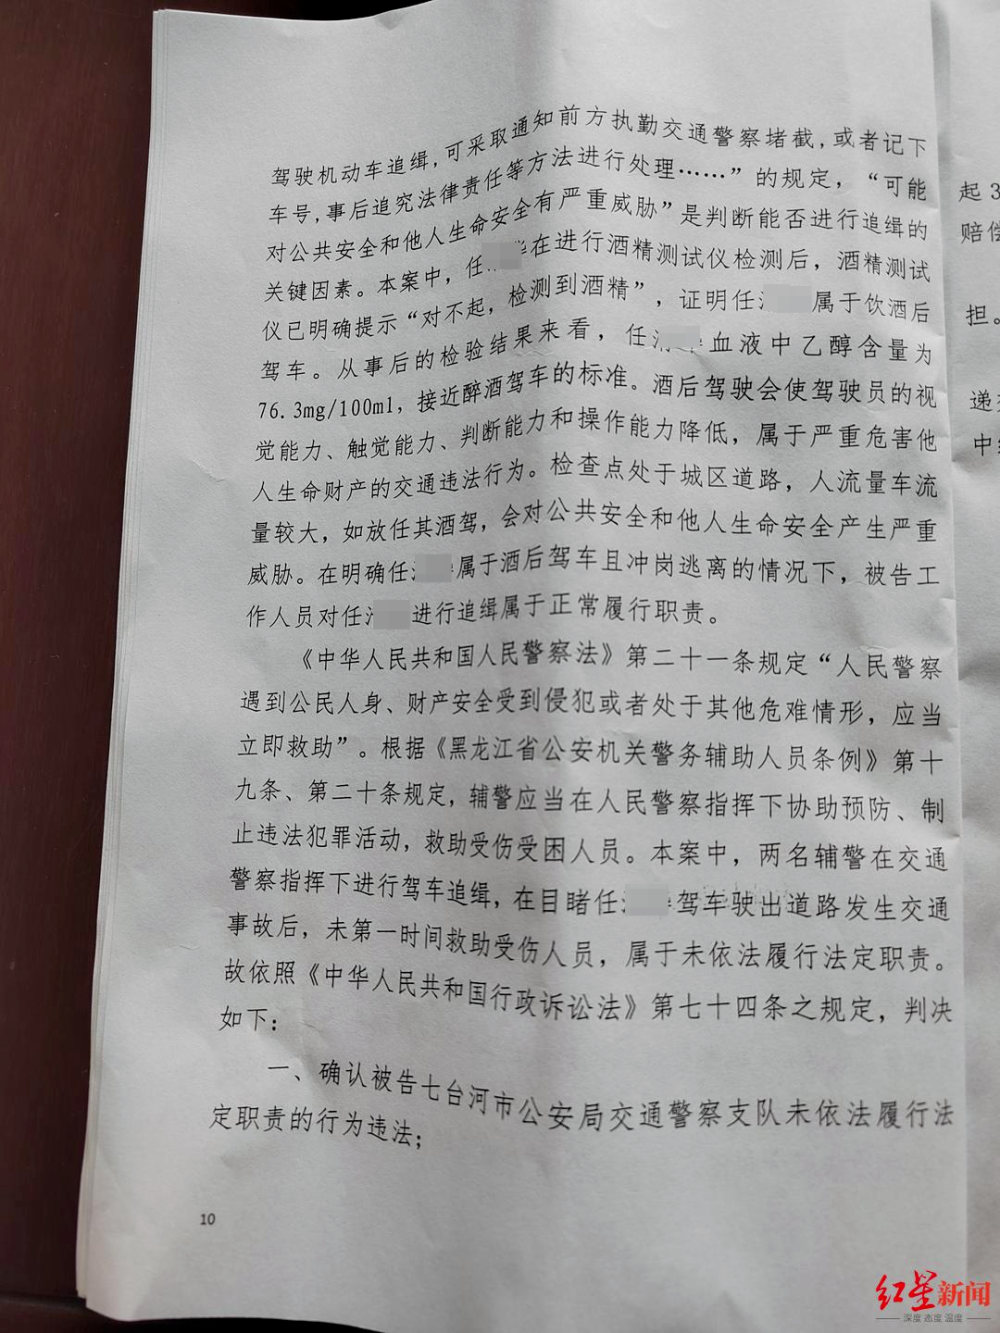 驾驶机动车追缉,可采取通知前方执勤交通警察堵截,或者记下
车号,事后追究法律责任等方法进行处理……”的规定，“可能
对公共安全和他人生命安全有严重威胁”是判断能否进行追缉的
关键因素。本案中，任在进行酒精测试仪检测后，酒精测试
仪已明确提示“对不起，检测到酒精”，证明任属于饮酒后
驾车。从事后的检验结果来看，任血液中乙醇含量为
76.3mg/100ml，接近醉酒驾车的标准。酒后驾驶会使驾驶员的视
觉能力、触觉能力、判断能力和操作能力降低，属于严重危害他
人生命财产的交通违法行为。检查点处于城区道路，人流量车流
量较大，如放任其酒驾，会对公共安全和他人生命安全产生严重
威胁。在明确任属于酒后驾车且冲岗逃离的情况下，被告工
作人员对任进行追缉属于正常履行职责。
《中华人民共和国人民警察法》第二十一条规定“人民警察
遇到公民人身、财产安全受到侵犯或者处于其他危难情形，应当
立即救助”。根据《黑龙江省公安机关警务辅助人员条例》第十
九条、第二十条规定，辅警应当在人民警察指挥下协助预防、制
止违法犯罪活动，救助受伤受困人员。本案中，两名辅警在交通
警察指挥下进行驾车追缉，在目睹任驾车驶出道路发生交通
事故后，未第一时间救助受伤人员，属于未依法履行法定职责。
故依照《中华人民共和国行政诉讼法》第七十四条之规定，判决
如下：
一、确认被告七台河市公安局交通警察支队未依法履行法
定职责的行为违法；
10
起3
赔偿
担。
递
中
红星新闻
深度 态度 温度